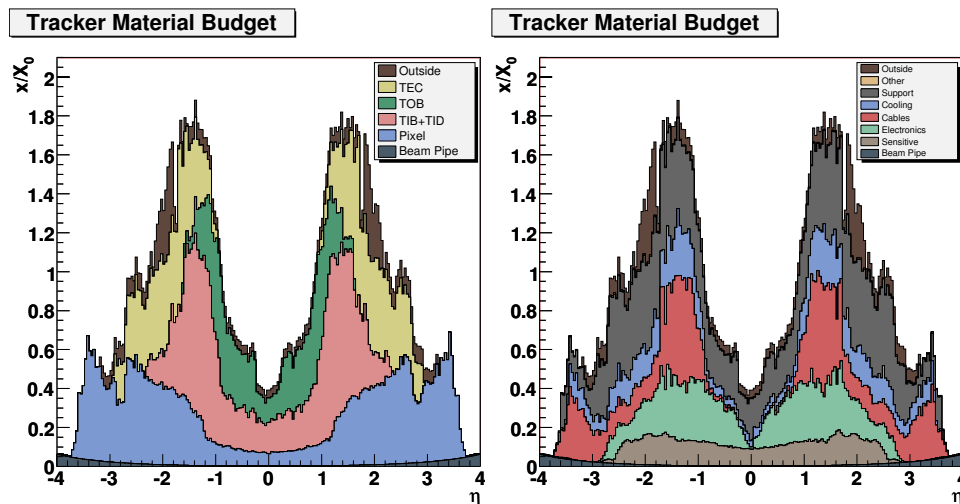 Tracker Material Budget
x/X0
2
1.8
1.6
1.4
1.2
1
0.8
0.6
0.4
0.2
0
Outside
TEC
TOB
TIB+TID
Pixel
Beam Pipe
-4 -3 -2 -1 0 1 2 3 4
η
Tracker Material Budget
x/X0
2
1.8
1.6
1.4
1.2
1
0.8
0.6
0.4
0.2
0
Outside
Other
Support
Cooling
Cables
Electronics
Sensitive
Beam Pipe
-4 -3 -2 -1 0 1 2 3 4
η